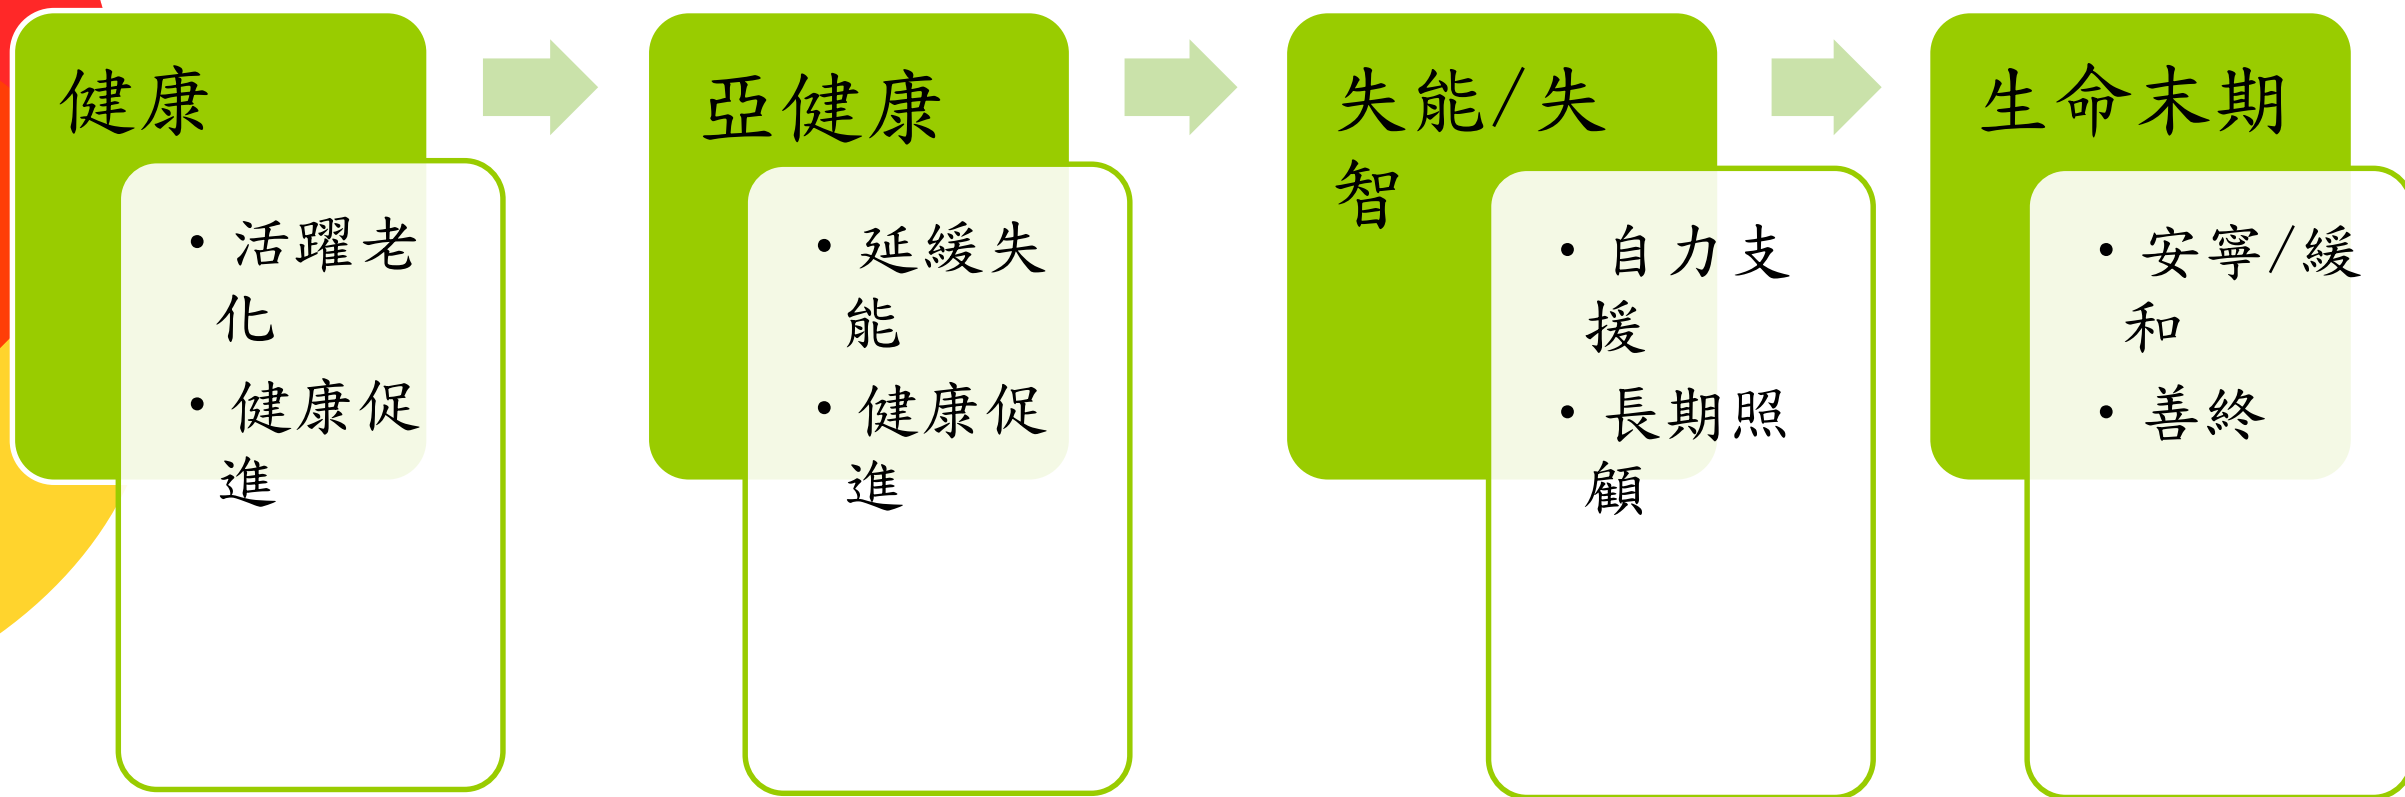 健康
• 活躍老
化
• 健康促
進
亞健康
• 延緩失
能
• 健康促
進
失能/失
智
• 自力支
援
• 長期照
顧
生命末期
• 安寧/緩
和
• 善終